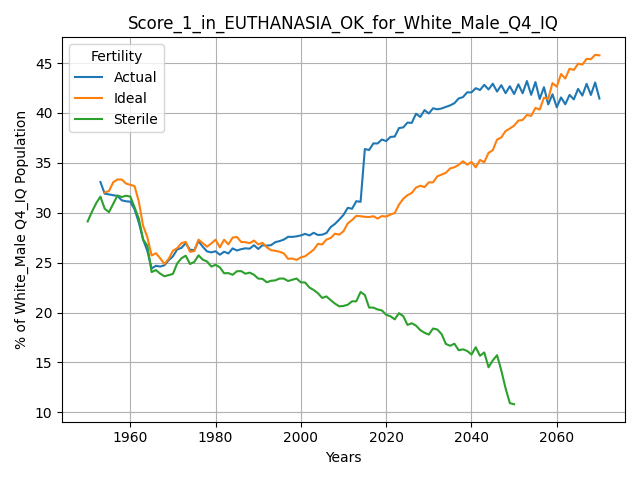 Score_1_in_EUTHANASIA_OK_for_White_Male_Q4_IQ
Fertility
Actual
Ideal
Sterile
% of White_Male Q4_IQ Population
45
40
35
30
25
20
15
10
1960
1980
2000
2020
2040
2060
Years